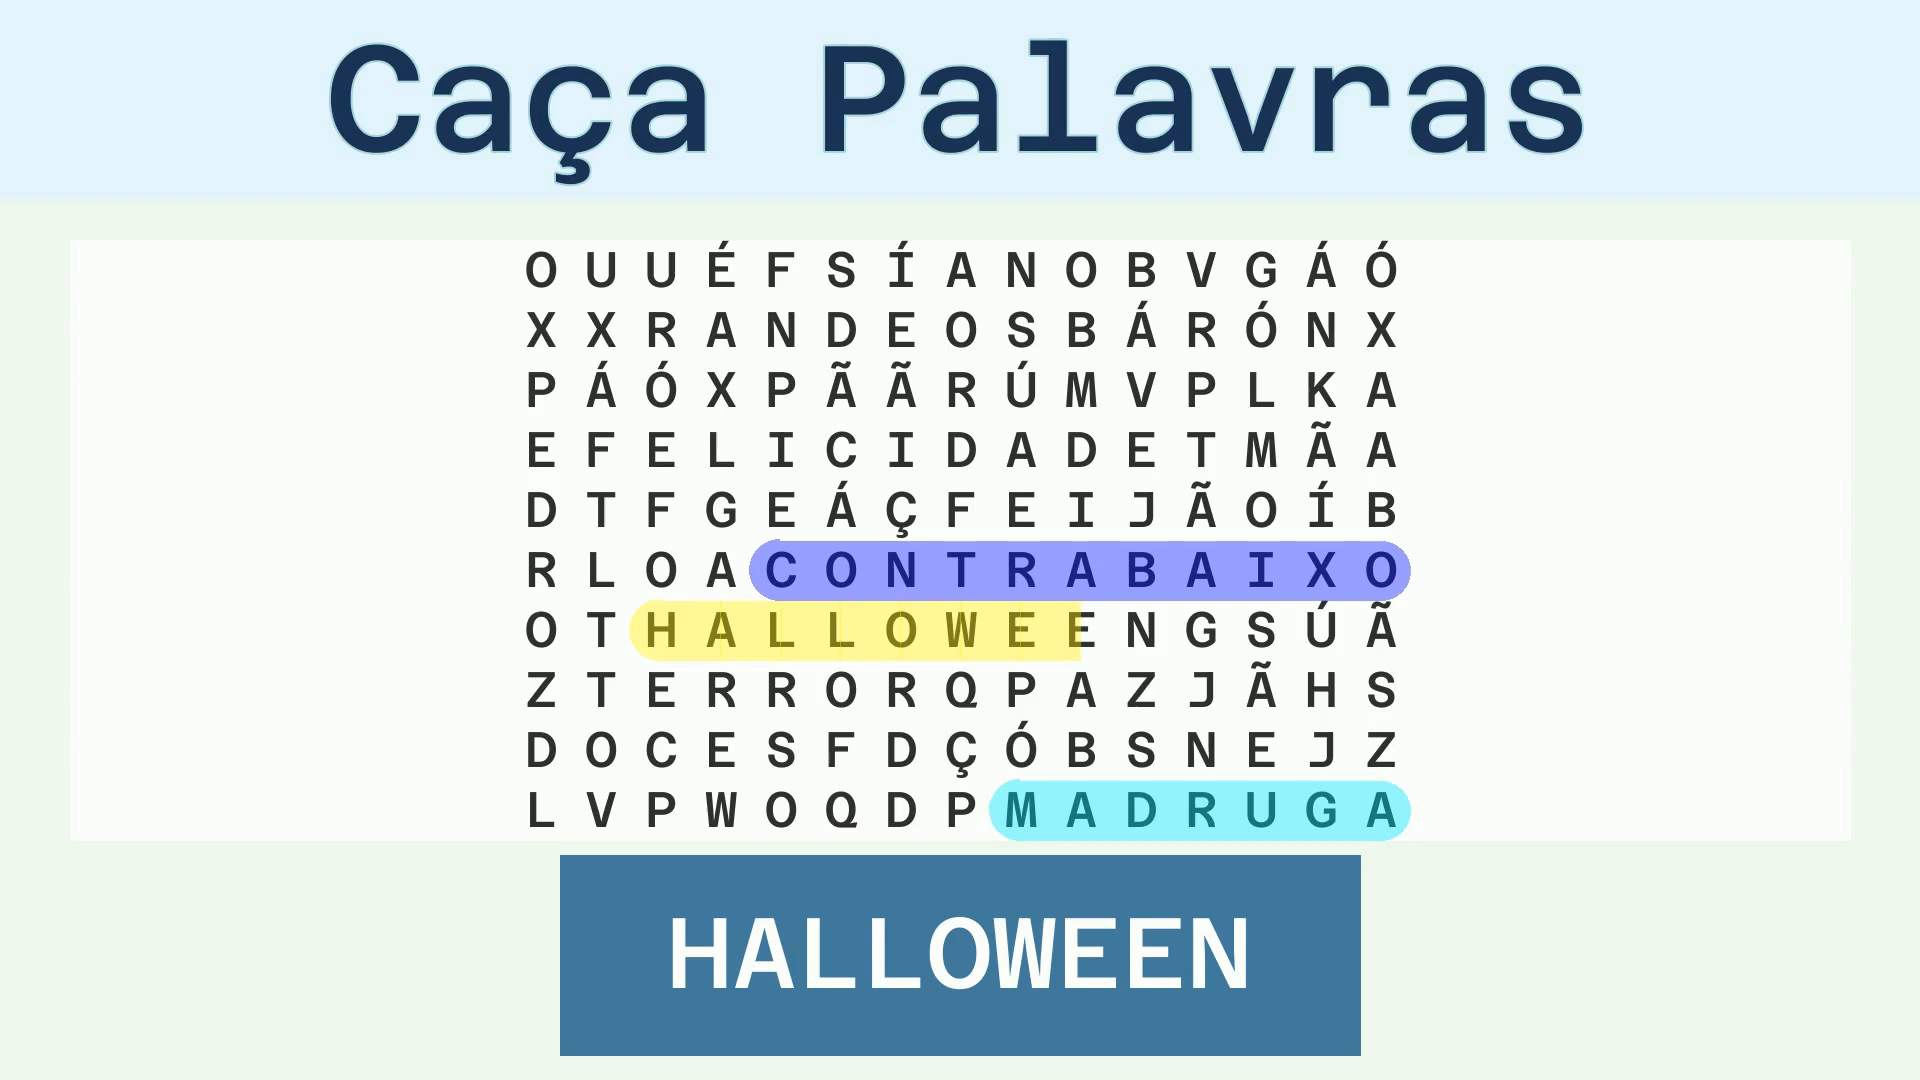 Caça Palavras
O U U É F S Í A N O B V G Á Ó
X X R A N D E O S B Á R Ó N X
P Á Ó X P Ã Ã R Ú M V P L K A
E F E L I C I D A D E T M Ã A
D T F G E Á Ç F E I J Ã O Í B
R L O A C O N T R A B A I X O
O T H A L L O W E E N G S Ú Ã
Z T E R R O R Q P A Z J Ã H S
D O C E S F D Ç Ó B S N E J Z
L V P W O Q D P M A D R U G A
HALLOWEEN